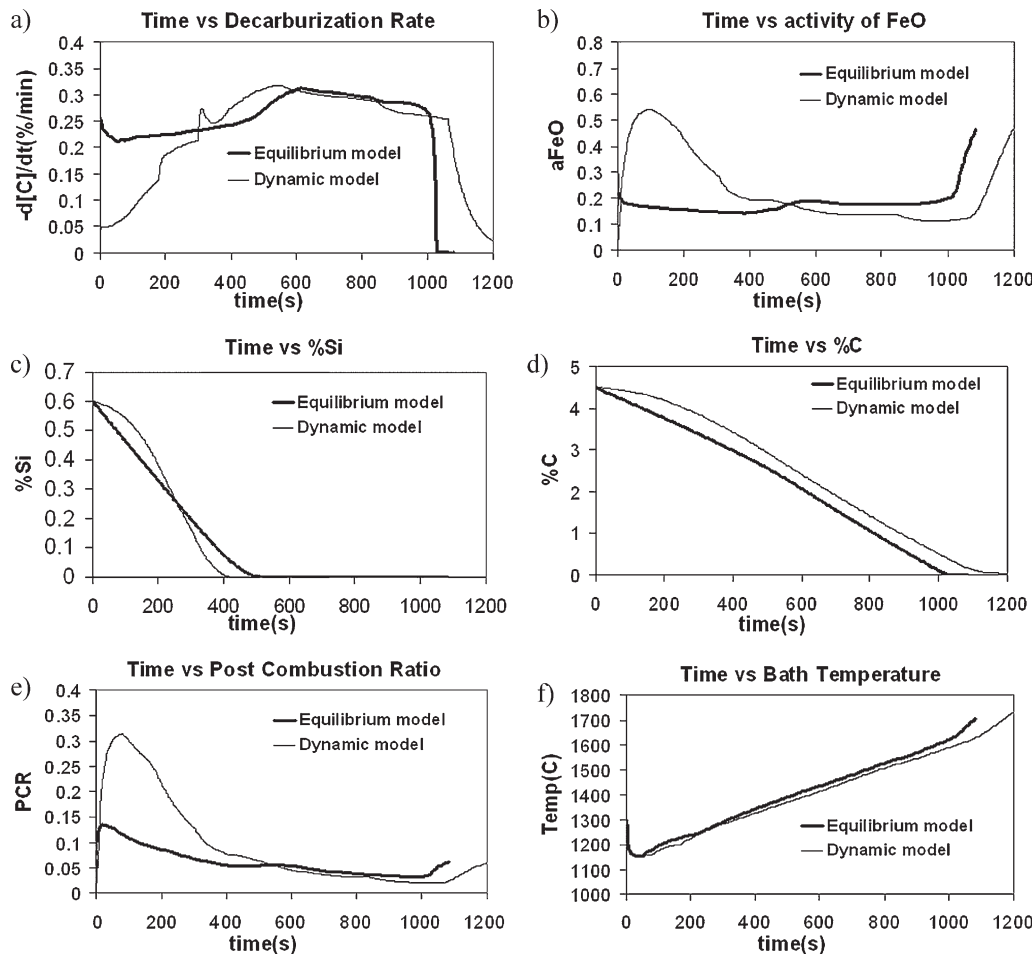 a)
Time vs Decarburization Rate
-d[C]/dt(%/min)
0.4
0.35
0.3
0.25
0.2
0.15
0.1
0.05
0
Equilibrium model
Dynamic model
0 200 400 600 800 1000 1200
time(s)
b)
Time vs activity of FeO
aFeO
0.8
0.7
0.6
0.5
0.4
0.3
0.2
0.1
0.0
Equilibrium model
Dynamic model
0 200 400 600 800 1000 1200
time(s)
c)
Time vs %Si
%Si
0.7
0.6
0.5
0.4
0.3
0.2
0.1
0
Equilibrium model
Dynamic model
0 200 400 600 800 1000 1200
time(s)
d)
Time vs %C
%C
5
4
3
2
1
0
Equilibrium model
Dynamic model
0 200 400 600 800 1000 1200
time(s)
e)
Time vs Post Combustion Ratio
PCR
0.4
0.35
0.3
0.25
0.2
0.15
0.1
0.05
0
Equilibrium model
Dynamic model
0 200 400 600 800 1000 1200
time(s)
f)
Time vs Bath Temperature
Temp(C)
1800
1700
1600
1500
1400
1300
1200
1100
1000
Equilibrium model
Dynamic model
0 200 400 600 800 1000 1200
time(s)